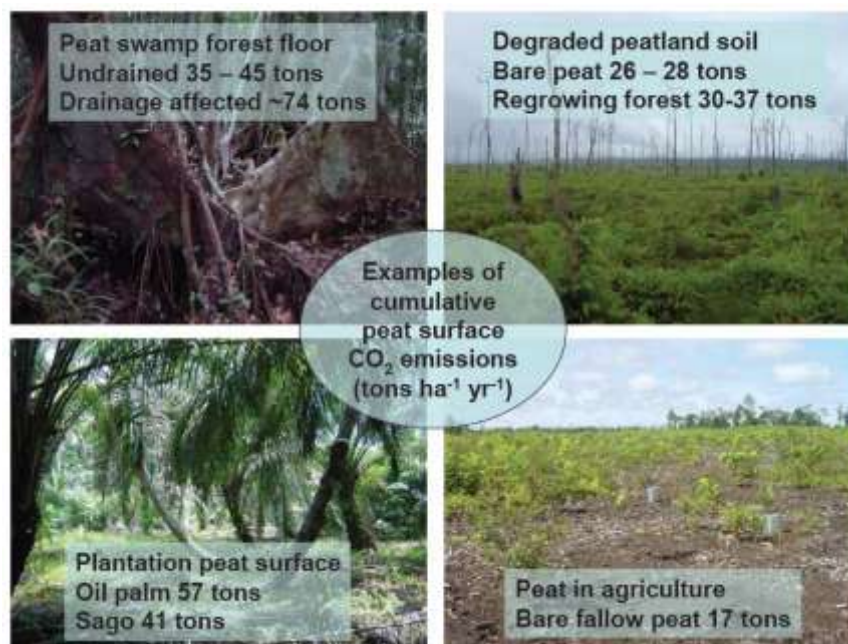 Peat swamp forest floor
Undrained 35 – 45 tons
Drainage affected ~74 tons
Degraded peatland soil
Bare peat 26 – 28 tons
Regrowing forest 30-37 tons
Examples of
cumulative
peat surface
CO₂ emissions
(tons ha⁻¹ yr⁻¹)
Plantation peat surface
Oil palm 57 tons
Sago 41 tons
Peat in agriculture
Bare fallow peat 17 tons